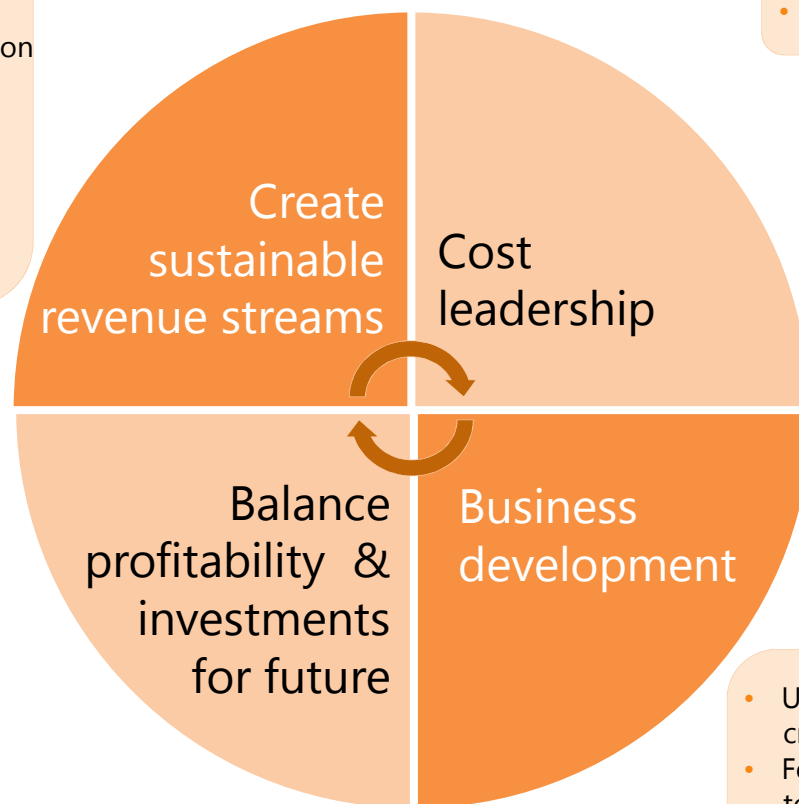 on
Create
sustainable
revenue streams
Cost
leadership
Balance
profitability &
investments
for future
Business
development